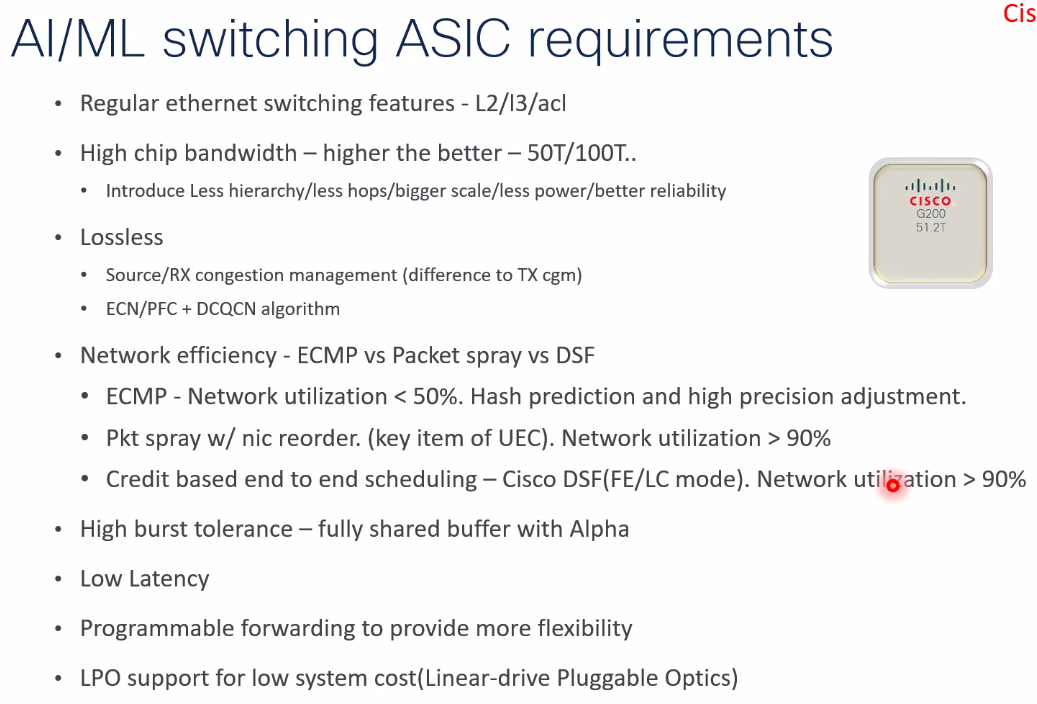 Cis
AI/ML switching ASIC requirements
• Regular ethernet switching features - L2/l3/acl
• High chip bandwidth – higher the better – 50T/100T..
• Introduce Less hierarchy/less hops/bigger scale/less power/better reliability
CISCO
G200
51.2T
• Lossless
• Source/RX congestion management (difference to TX cgm)
• ECN/PFC + DCQCN algorithm
• Network efficiency - ECMP vs Packet spray vs DSF
• ECMP - Network utilization < 50%. Hash prediction and high precision adjustment.
• Pkt spray w/ nic reorder. (key item of UEC). Network utilization > 90%
• Credit based end to end scheduling – Cisco DSF(FE/LC mode). Network utilization > 90%
• High burst tolerance – fully shared buffer with Alpha
• Low Latency
• Programmable forwarding to provide more flexibility
• LPO support for low system cost(Linear-drive Pluggable Optics)